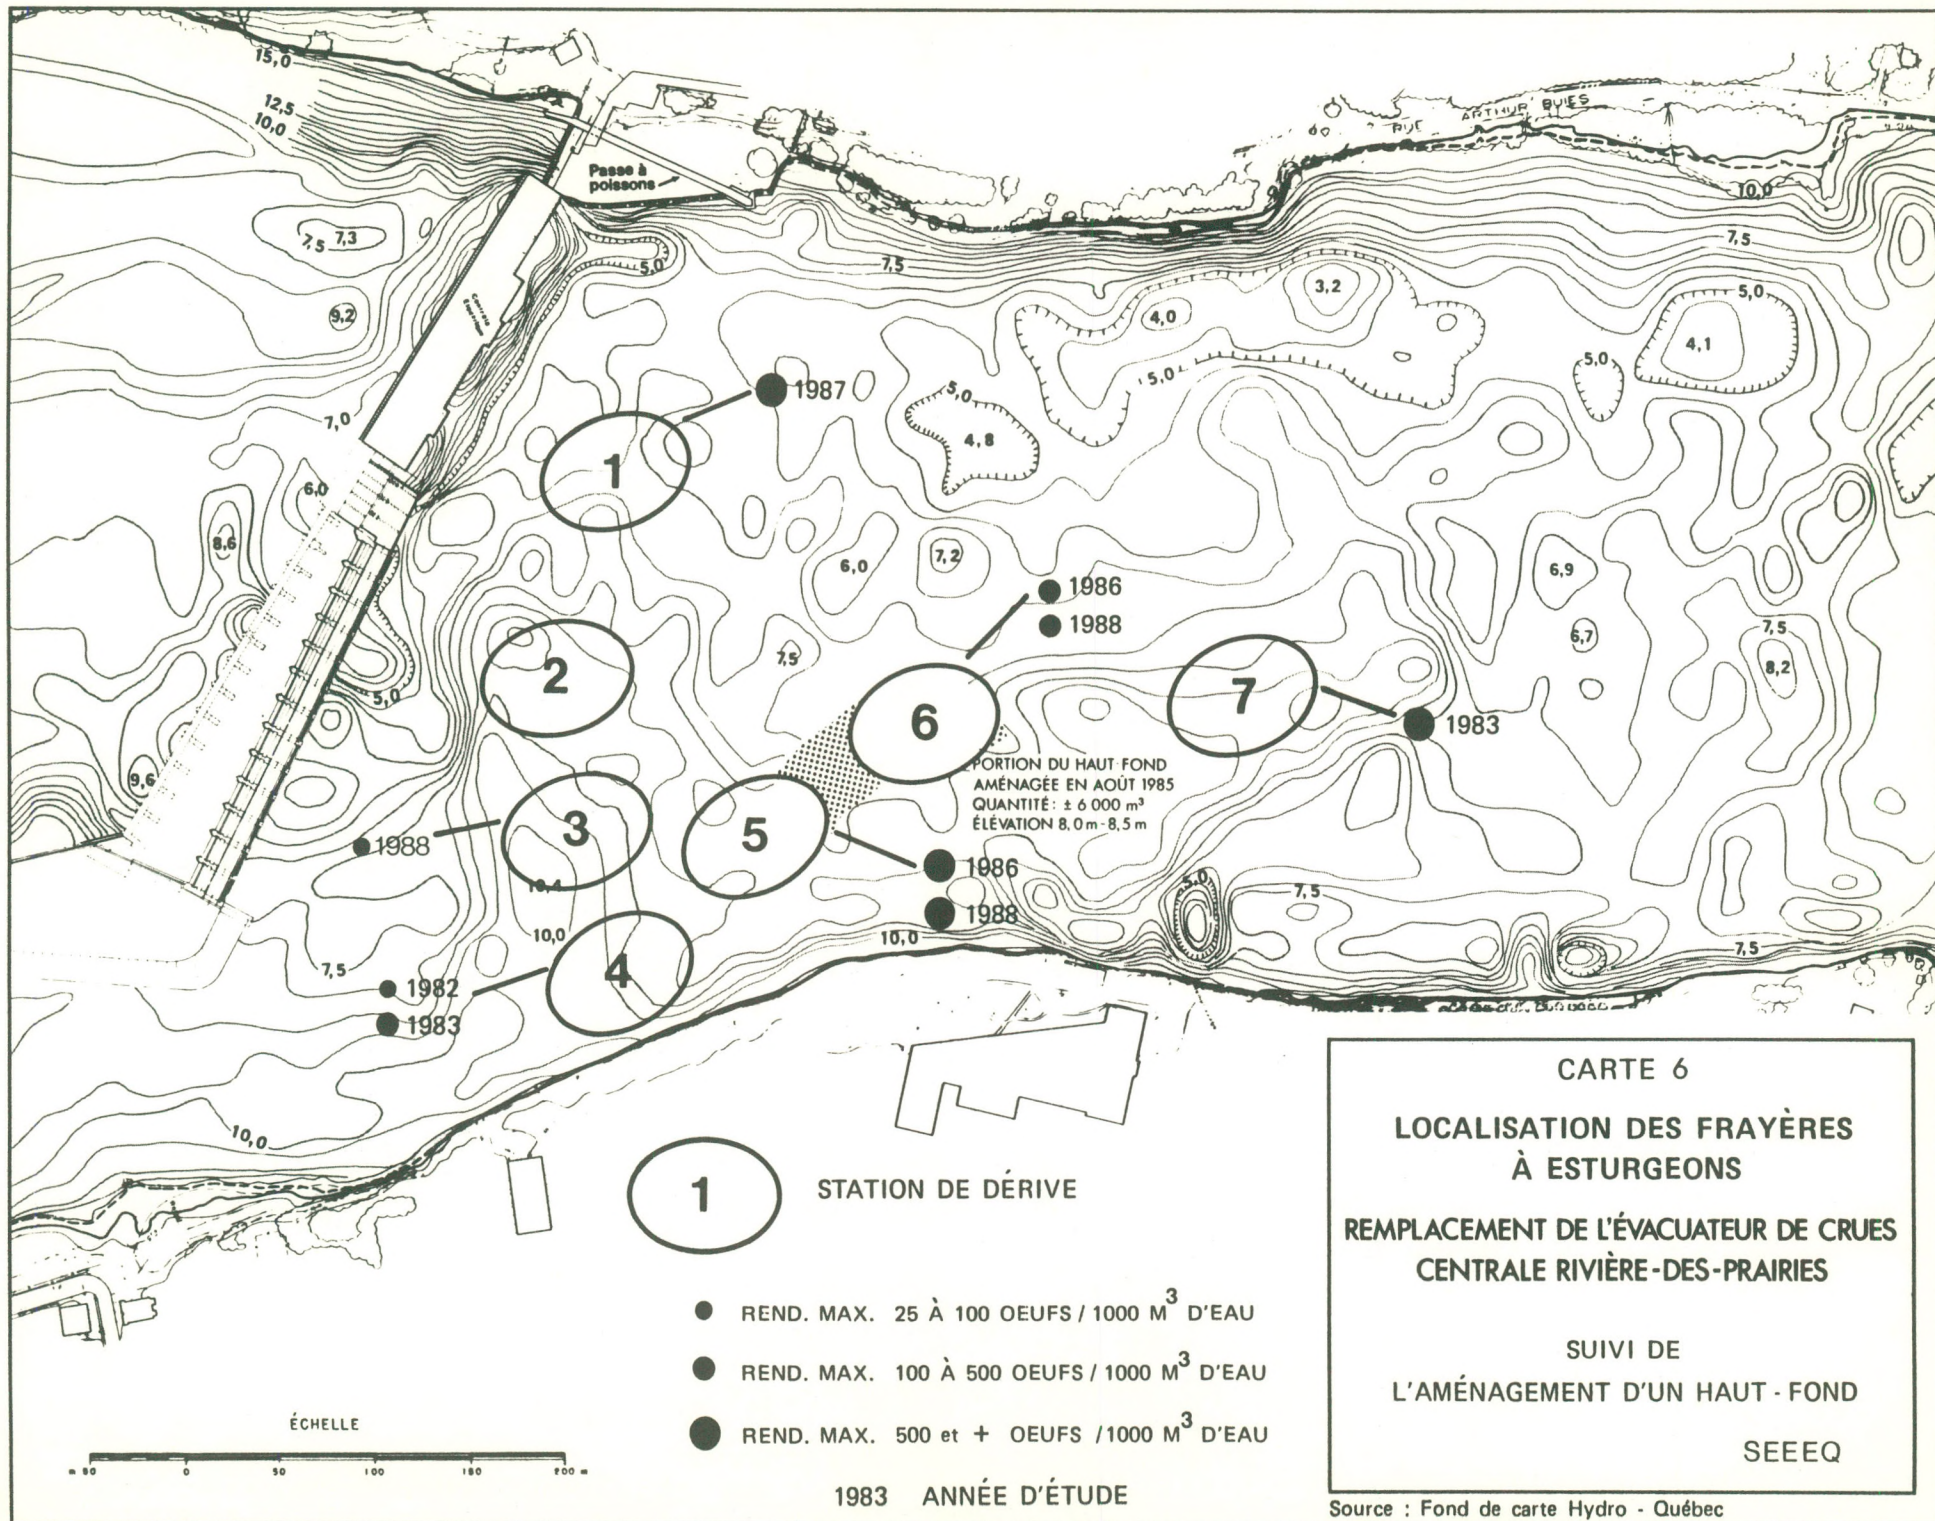 15,0
12,5
10,0
Passe à
poissons
RUE ARTHUR BUIES
10,0
7,5
7,3
7,5
5,0
7,5
3,2
5,0
9,2
4,0
4,1
5,0
5,0
5,0
1987
7,0
4,8
1
6,0
8,6
6,0
7,2
6,9
1986
1988
6,7
7,5
7,5
8,2
2
5,0
6
7
1983
9,6
PORTION DU HAUT-FOND
AMÉNAGÉE EN AOÛT 1985
QUANTITÉ: ± 6 000 m³
ÉLÉVATION 8,0 m - 8,5 m
3
5
1988
1986
10,4
5,0
7,5
1988
10,0
10,0
7,5
7,5
4
1982
1983
10,0
1 STATION DE DÉRIVE
REND. MAX. 25 À 100 OEUFS / 1000 M³ D'EAU
REND. MAX. 100 À 500 OEUFS / 1000 M³ D'EAU
REND. MAX. 500 et + OEUFS / 1000 M³ D'EAU
1983 ANNÉE D'ÉTUDE
ÉCHELLE
m 50 0 50 100 150 200 m
CARTE 6
LOCALISATION DES FRAYÈRES
À ESTURGEONS
REMPLACEMENT DE L'ÉVACUATEUR DE CRUES
CENTRALE RIVIÈRE-DES-PRAIRIES
SUIVI DE
L'AMÉNAGEMENT D'UN HAUT - FOND
SEEEQ
Source : Fond de carte Hydro - Québec